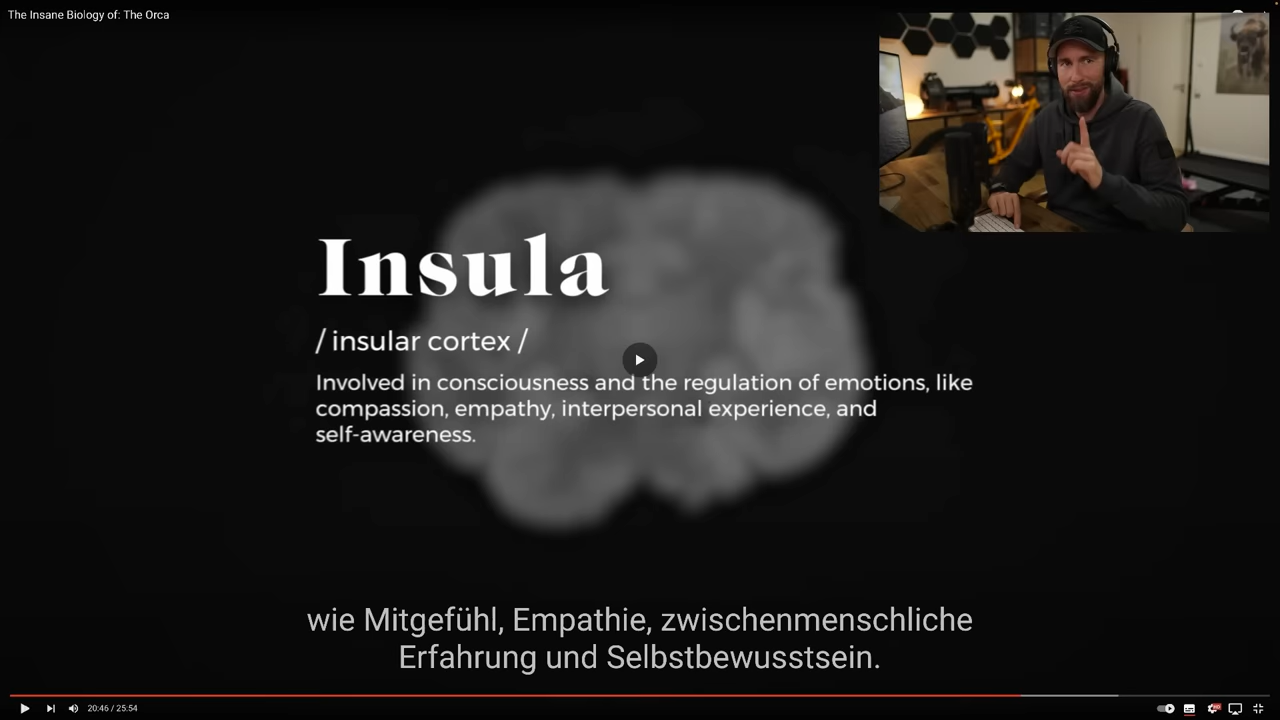 The Insane Biology of: The Orca
Insula
/ insular cortex /
Involved in consciousness and the regulation of emotions, like
compassion, empathy, interpersonal experience, and
self-awareness.
wie Mitgefühl, Empathie, zwischenmenschliche
Erfahrung und Selbstbewusstsein.
20:46 / 25:54